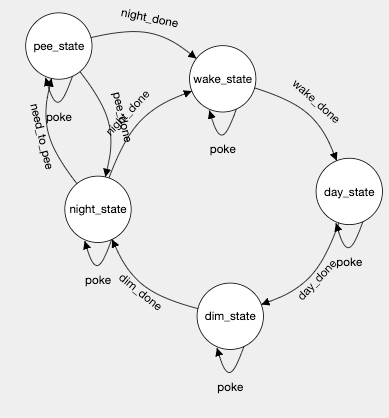 night_done
pee_state
wake_state
poke
pee_done
night_done
wake_done
need_to_pee
poke
day_state
night_state
poke
day_done
poke
dim_done
dim_state
poke